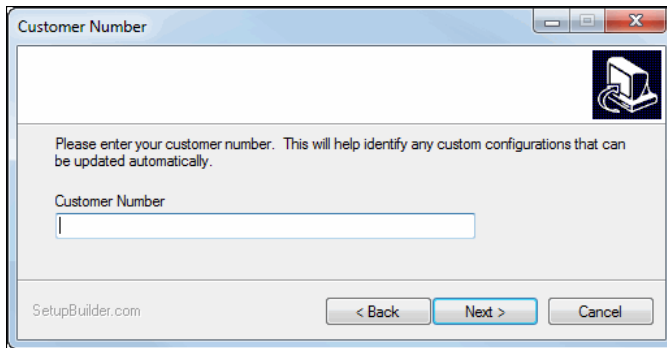 Customer Number
Please enter your customer number.  This will help identify any custom configurations that can
be updated automatically.
Customer Number
SetupBuilder.com
< Back
Next >
Cancel